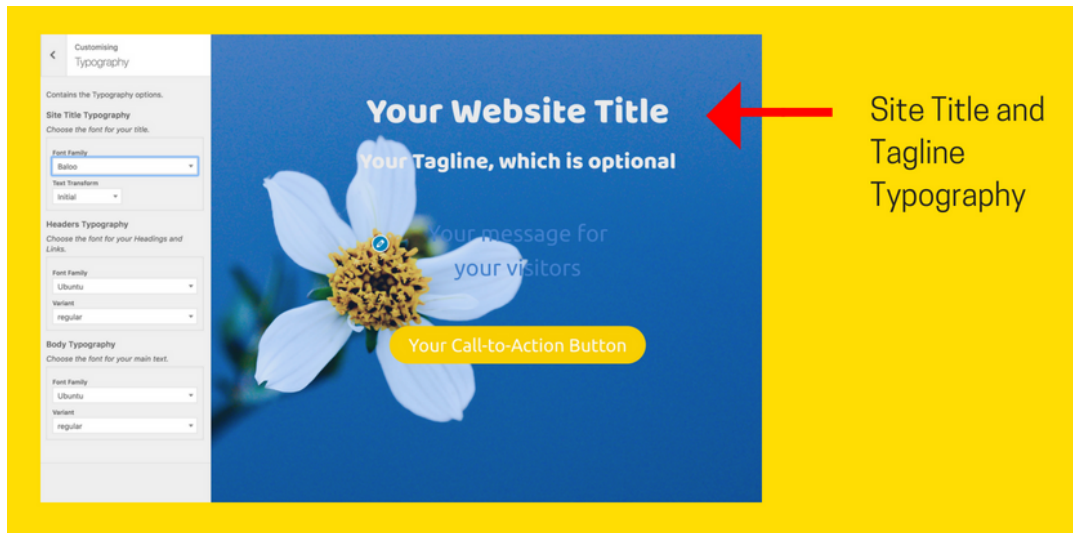 Customising
Typography
Contains the Typography options.
Site Title Typography
Choose the font for your title.
Font Family
Baloo
Text Transform
Initial
Headers Typography
Choose the font for your Headings and
Links.
Font Family
Ubuntu
Variant
regular
Body Typography
Choose the font for your main text.
Font Family
Ubuntu
Variant
regular
Your Website Title
Your Tagline, which is optional
Your message for
your visitors
Your Call-to-Action Button
Site Title and
Tagline
Typography